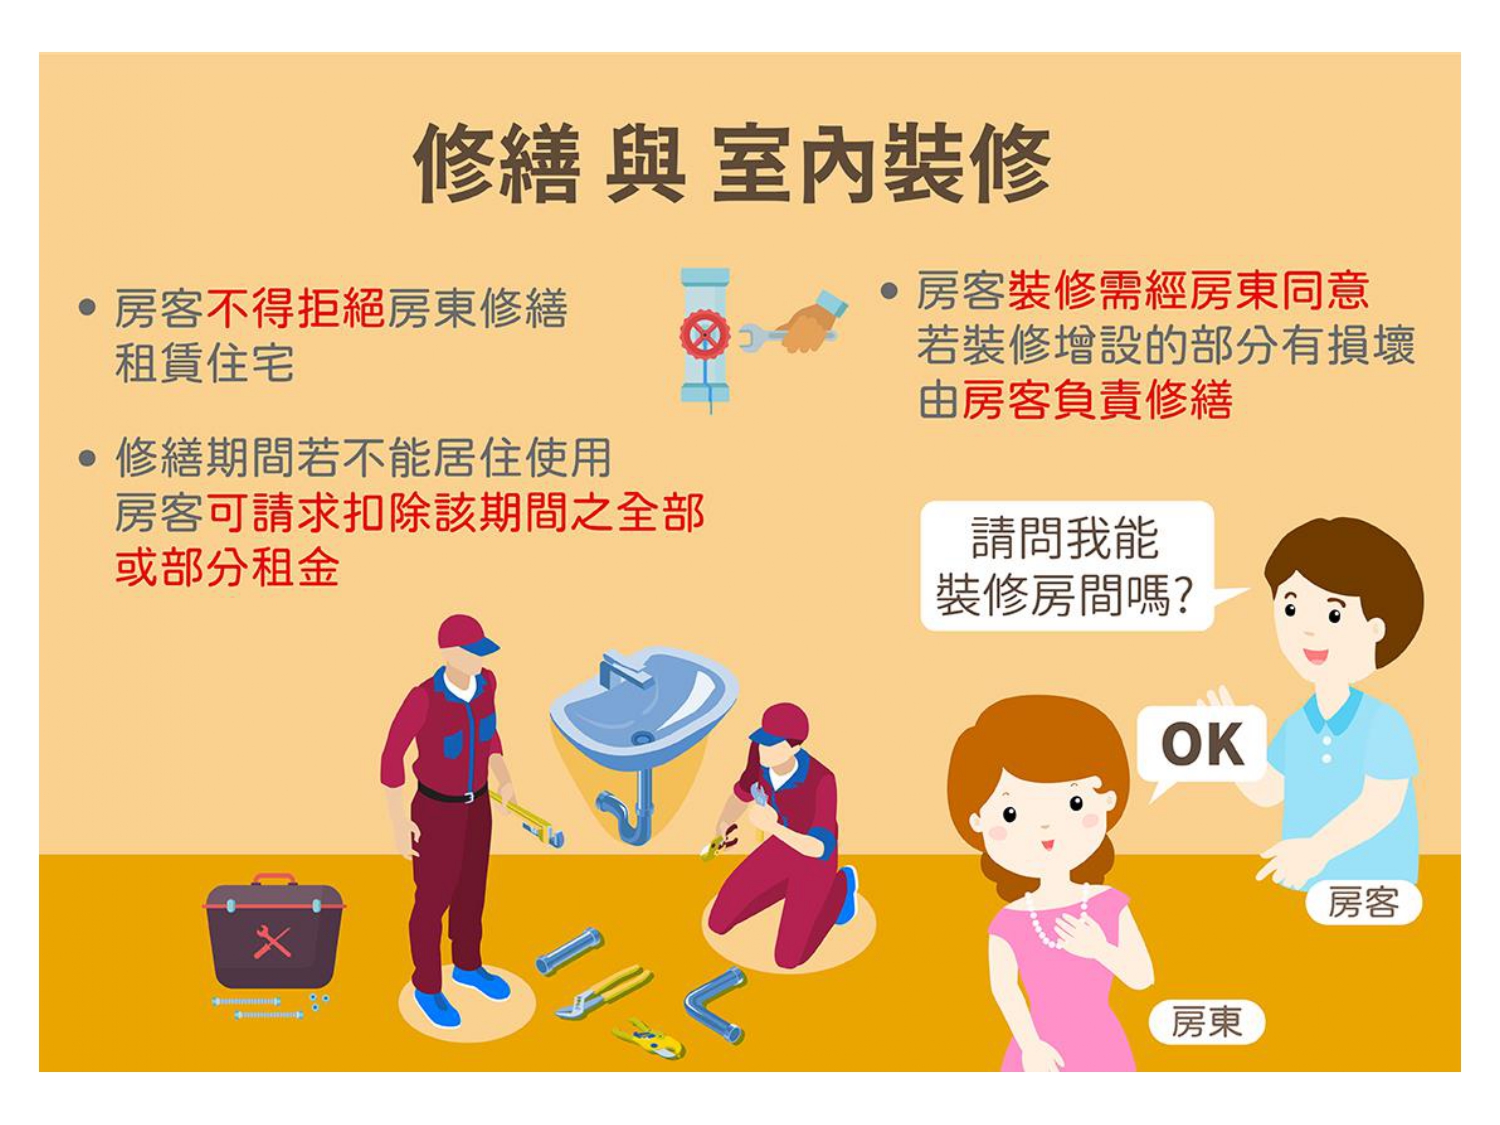 修繕 與 室內裝修
• 房客不得拒絕房東修繕
租賃住宅
• 修繕期間若不能居住使用
房客可請求扣除該期間之全部
或部分租金
• 房客裝修需經房東同意
若裝修增設的部分有損壞
由房客負責修繕
請問我能
裝修房間嗎?
OK
房客
房東